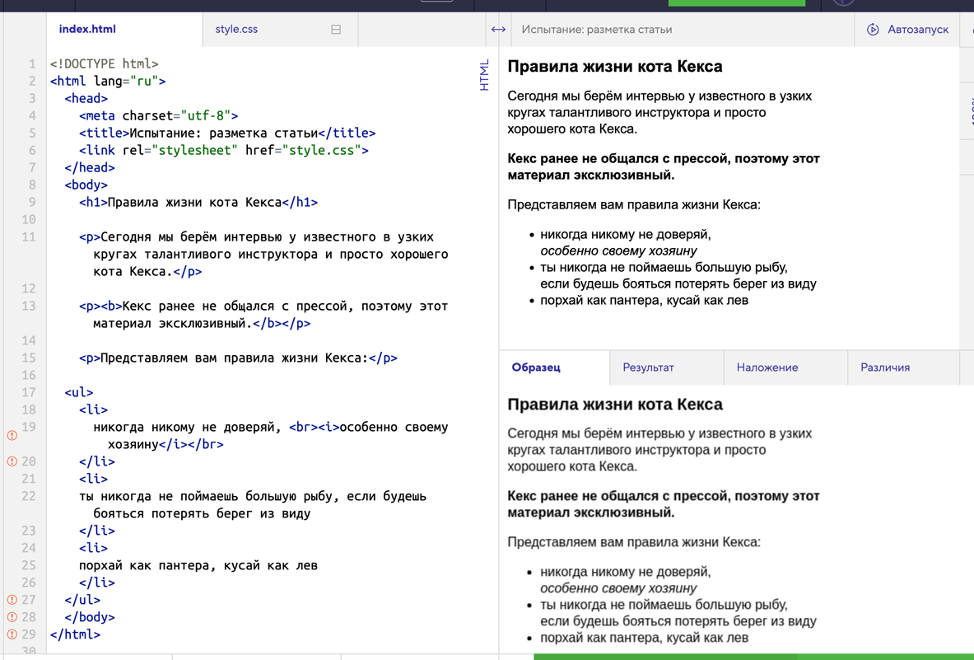 index.html
style.css
Испытание: разметка статьи
Автозапуск
HTML
1 <!DOCTYPE html>
2 <html lang="ru">
3 <head>
4 <meta charset="utf-8">
5 <title>Испытание: разметка статьи</title>
6 <link rel="stylesheet" href="style.css">
7 </head>
8 <body>
9 <h1>Правила жизни кота Кекса</h1>
10
11 <p>Сегодня мы берём интервью у известного в узких
кругах талантливого инструктора и просто хорошего
кота Кекса.</p>
12
13 <p><b>Кекс ранее не общался с прессой, поэтому этот
материал эксклюзивный.</b></p>
14
15 <p>Представляем вам правила жизни Кекса:</p>
16
17 <ul>
18 <li>
19 никогда никому не доверяй, <br><i>особенно своему
хозяину</i></br>
20 </li>
21 <li>
22 ты никогда не поймаешь большую рыбу, если будешь
бояться потерять берег из виду
23 </li>
24 <li>
25 порхай как пантера, кусай как лев
26 </li>
27 </ul>
28 </body>
29 </html>
30
Правила жизни кота Кекса
Сегодня мы берём интервью у известного в узких
кругах талантливого инструктора и просто
хорошего кота Кекса.
Кекс ранее не общался с прессой, поэтому этот
материал эксклюзивный.
Представляем вам правила жизни Кекса:
• никогда никому не доверяй,
особенно своему хозяину
• ты никогда не поймаешь большую рыбу,
если будешь бояться потерять берег из виду
• порхай как пантера, кусай как лев
Образец
Результат
Наложение
Различия
Правила жизни кота Кекса
Сегодня мы берём интервью у известного в узких
кругах талантливого инструктора и просто
хорошего кота Кекса.
Кекс ранее не общался с прессой, поэтому этот
материал эксклюзивный.
Представляем вам правила жизни Кекса:
• никогда никому не доверяй,
особенно своему хозяину
• ты никогда не поймаешь большую рыбу,
если будешь бояться потерять берег из виду
• порхай как пантера, кусай как лев